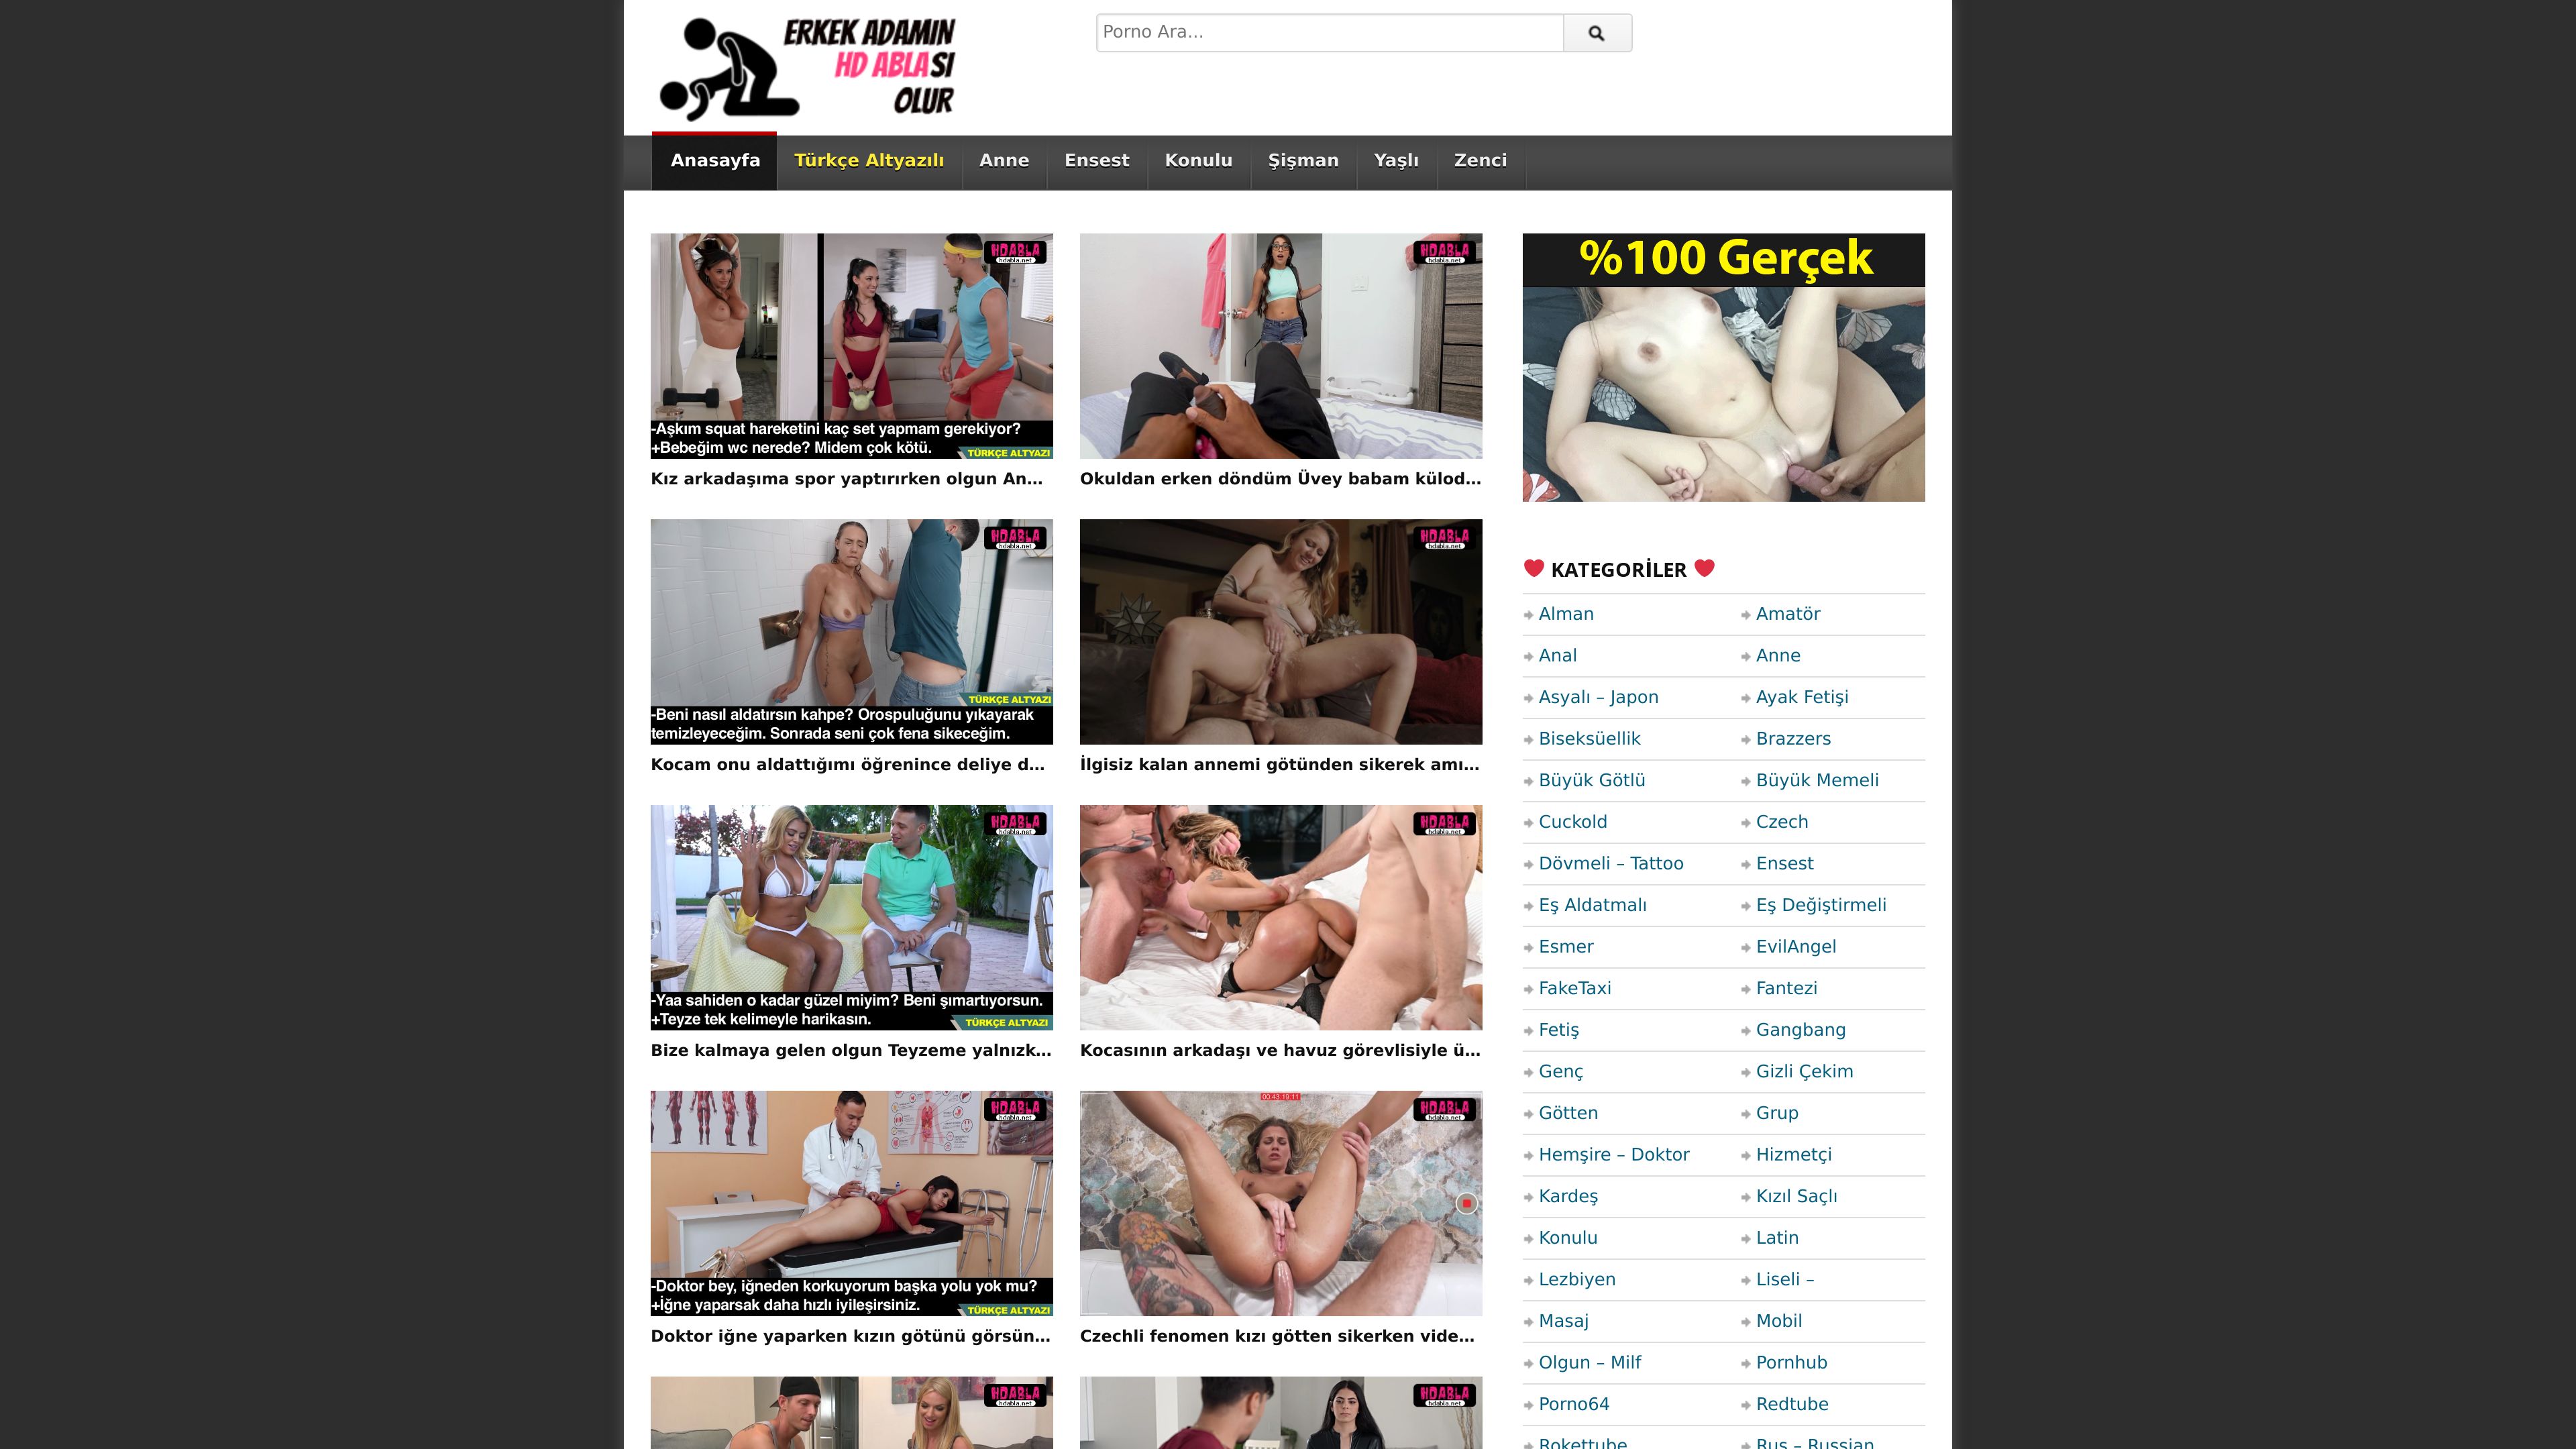 ERKEK ADAMIN
HD ABLASI
OLUR
Porno Ara...
Anasayfa Türkçe Altyazılı Anne Ensest Konulu Şişman Yaşlı Zenci
HDABLA
hdabla.net
-Aşkım squat hareketini kaç set yapmam gerekiyor?
+Bebeğim wc nerede? Midem çok kötü.
TÜRKÇE ALTYAZI
Kız arkadaşıma spor yaptırırken olgun An...
HDABLA
hdabla.net
Okuldan erken döndüm Üvey babam külod...
HDABLA
hdabla.net
TÜRKÇE ALTYAZI
-Beni nasıl aldatırsın kahpe? Orospuluğunu yıkayarak
temizleyeceğim. Sonrada seni çok fena sikeceğim.
Kocam onu aldattığımı öğrenince deliye d...
HDABLA
hdabla.net
İlgisiz kalan annemi götünden sikerek amı...
HDABLA
hdabla.net
-Yaa sahiden o kadar güzel miyim? Beni şımartıyorsun.
+Teyze tek kelimeyle harikasın.
TÜRKÇE ALTYAZI
Bize kalmaya gelen olgun Teyzeme yalnızk...
HDABLA
hdabla.net
Kocasının arkadaşı ve havuz görevlisiyle ü...
HDABLA
hdabla.net
-Doktor bey, iğneden korkuyorum başka yolu yok mu?
+İğne yaparsak daha hızlı iyileşirsiniz.
TÜRKÇE ALTYAZI
Doktor iğne yaparken kızın götünü görsün...
00:43:19:11
HDABLA
hdabla.net
Czechli fenomen kızı götten sikerken vide...
HDABLA
hdabla.net
HDABLA
hdabla.net
%100 Gerçek
KATEGORİLER
Alman Amatör
Anal Anne
Asyalı – Japon Ayak Fetişi
Biseksüellik Brazzers
Büyük Götlü Büyük Memeli
Cuckold Czech
Dövmeli – Tattoo Ensest
Eş Aldatmalı Eş Değiştirmeli
Esmer EvilAngel
FakeTaxi Fantezi
Fetiş Gangbang
Genç Gizli Çekim
Götten Grup
Hemşire – Doktor Hizmetçi
Kardeş Kızıl Saçlı
Konulu Latin
Lezbiyen Liseli –
Masaj Mobil
Olgun – Milf Pornhub
Porno64 Redtube
Rokettube Rus – Russian